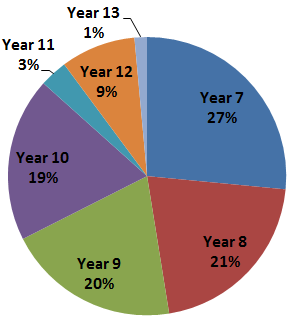 Year 13
1%
Year 11
3%
Year 12
9%
Year 7
27%
Year 10
19%
Year 8
21%
Year 9
20%